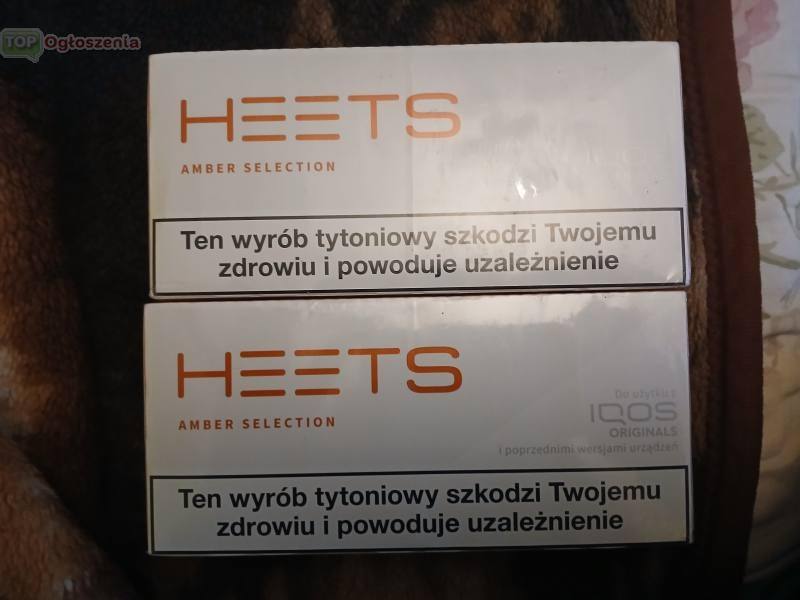 TOP Ogłoszenia
HEETS
AMBER SELECTION
Ten wyrób tytoniowy szkodzi Twojemu
zdrowiu i powoduje uzależnienie
HEETS
AMBER SELECTION
Do użytku z
IQOS
ORIGINALS
i poprzednimi wersjami urządzeń
Ten wyrób tytoniowy szkodzi Twojemu
zdrowiu i powoduje uzależnienie